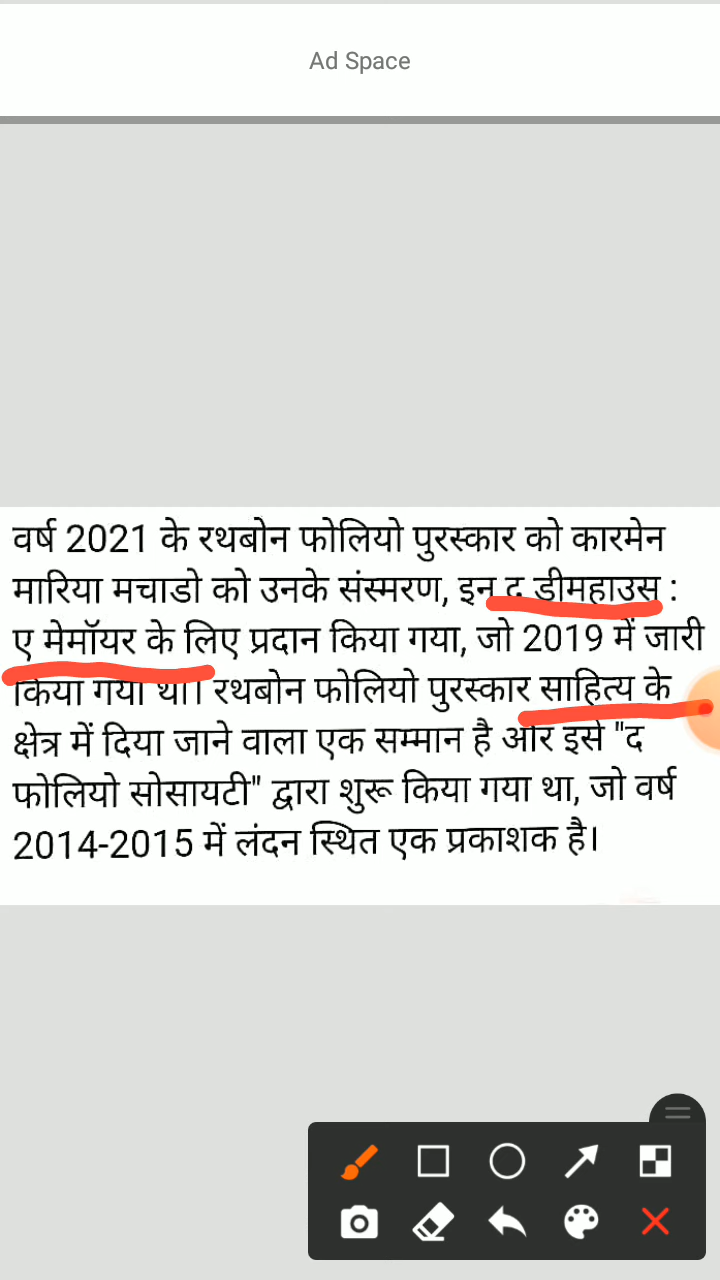 Ad Space
वर्ष 2021 के रथबोन फोलियो पुरस्कार को कारमेन
मारिया मचाडो को उनके संस्मरण, इन द डीमहाउस :
ए मेमॉयर के लिए प्रदान किया गया, जो 2019 में जारी
किया गया था। रथबोन फोलियो पुरस्कार साहित्य के
क्षेत्र में दिया जाने वाला एक सम्मान है और इसे "द
फोलियो सोसायटी" द्वारा शुरू किया गया था, जो वर्ष
2014-2015 में लंदन स्थित एक प्रकाशक है।